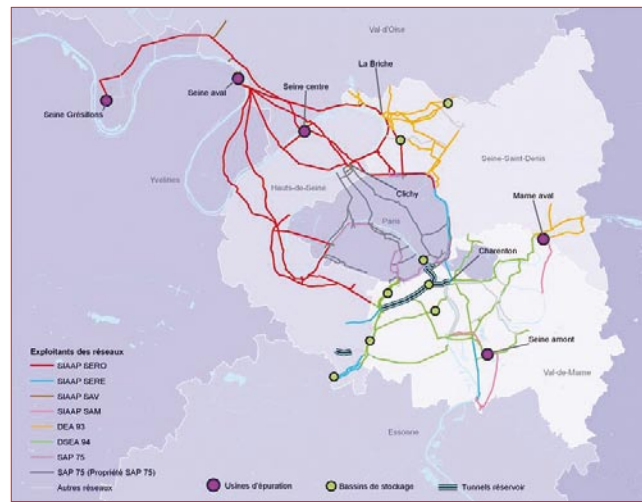 Val d'Oise
La Briche
Seine aval
Seine centre
Seine Grésillons
Seine-Saint-Denis
Yvelines
Hauts-de-Seine
Clichy
Marne aval
Paris
Charenton
Seine amont
Val-de-Marne
Essonne
Exploitants des réseaux
SIAAP SERO
SIAAP SERE
SIAAP SAV
SIAAP SAM
DEA 93
DSEA 94
SAP 75
SAP 75 (Propriété SAP 75)
Autres réseaux
Usines d'épuration
Bassins de stockage
Tunnels réservoir